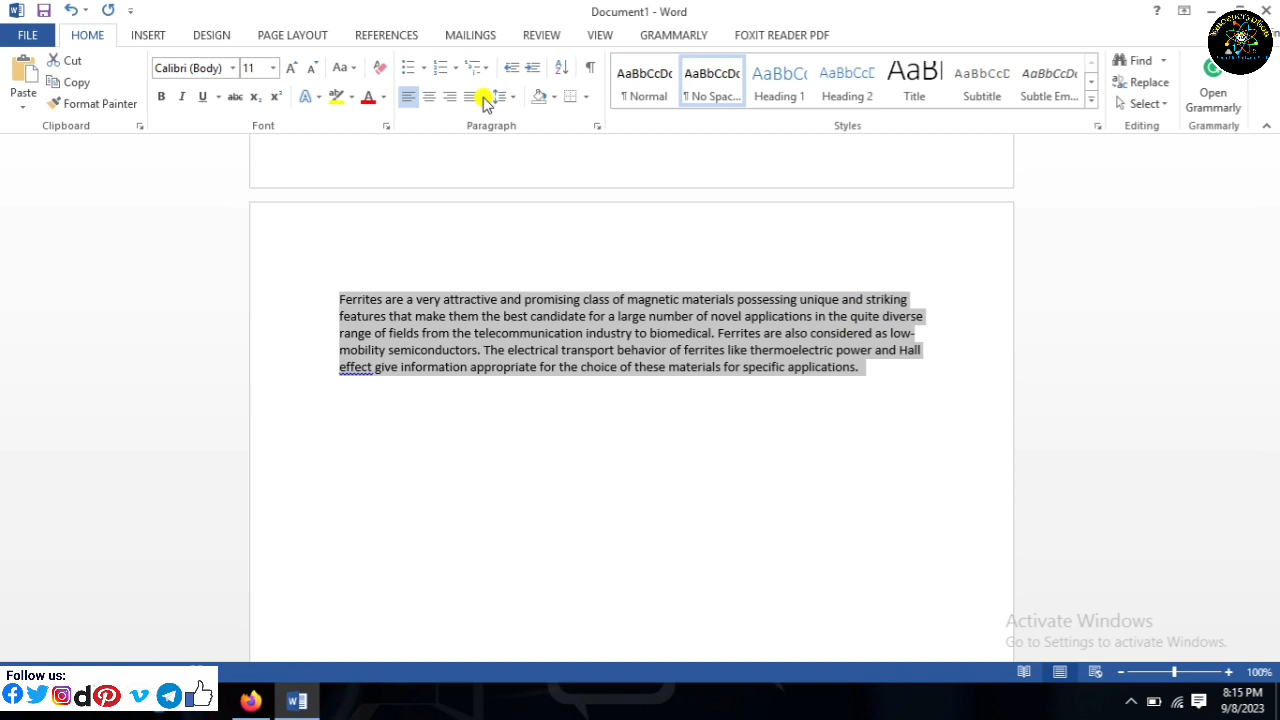 Document1 - Word
FILE HOME INSERT DESIGN PAGE LAYOUT REFERENCES MAILINGS REVIEW VIEW GRAMMARLY FOXIT READER PDF
Paste
Cut
Copy
Format Painter
Clipboard
Calibri (Body) 11
Font
Paragraph
AaBbCcDc AaBbCcDc AaBbCc AaBbCcD AaBb AaBbCcDd AaBbCcDd
¶ Normal ¶ No Spac... Heading 1 Heading 2 Title Subtitle Subtle Em...
Styles
Find
Replace
Select
Editing
Open
Grammarly
Grammarly
Ferrites are a very attractive and promising class of magnetic materials possessing unique and striking
features that make them the best candidate for a large number of novel applications in the quite diverse
range of fields from the telecommunication industry to biomedical. Ferrites are also considered as low-
mobility semiconductors. The electrical transport behavior of ferrites like thermoelectric power and Hall
effect give information appropriate for the choice of these materials for specific applications.
Activate Windows
Go to Settings to activate Windows.
100%
Follow us:
8:15 PM
9/8/2023